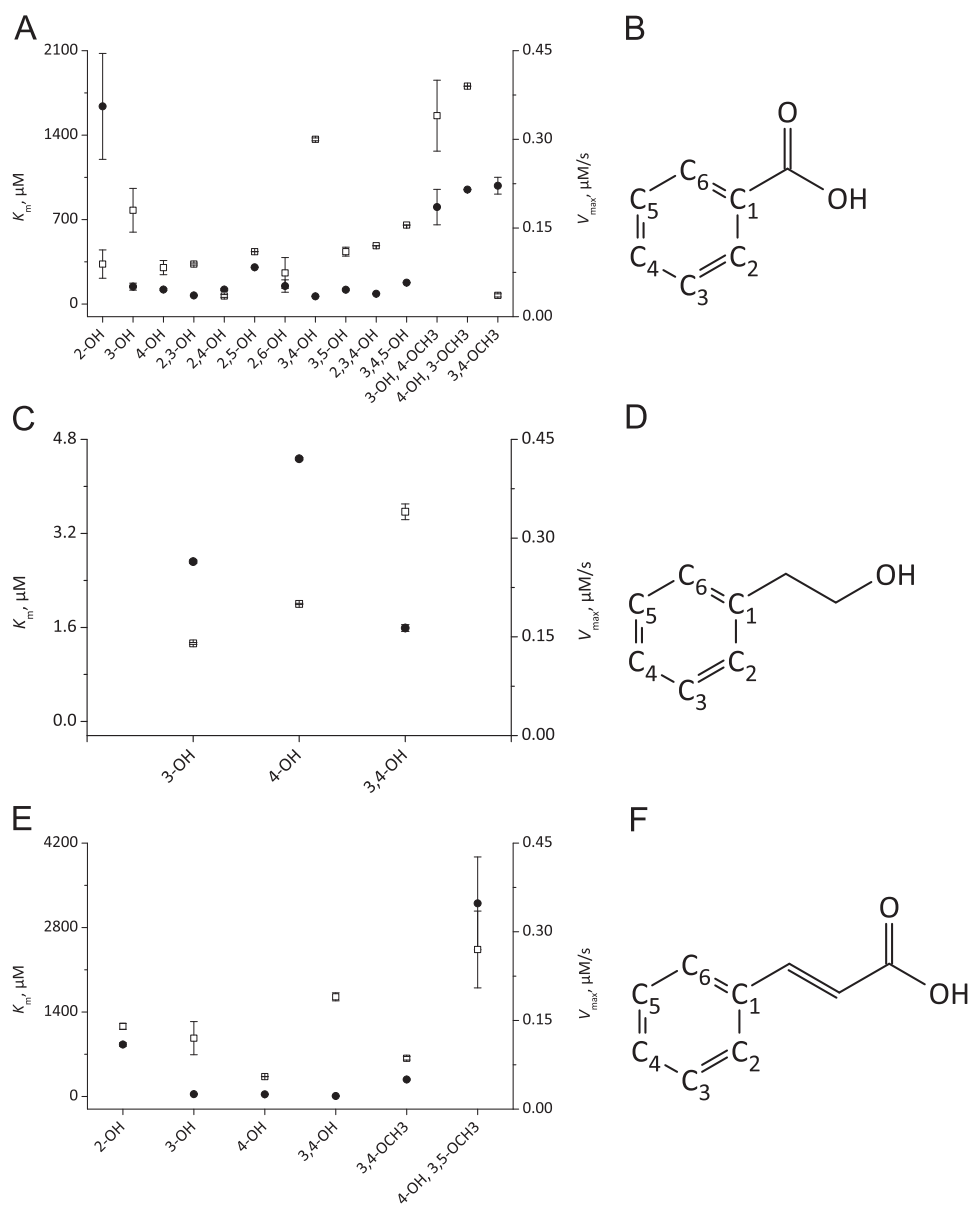 A
B
2100
1400
700
0
Km, µM
0.45
0.30
0.15
0.00
Vmax, µM/s
2-OH
3-OH
4-OH
2,3-OH
2,4-OH
2,5-OH
2,6-OH
3,4-OH
3,5-OH
2,3,4-OH
3,4,5-OH
3-OH, 4-OCH3
4-OH, 3-OCH3
3,4-OCH3
O
OH
C6
C5
C1
C4
C2
C3
C
D
4.8
3.2
1.6
0.0
Km, µM
0.45
0.30
0.15
0.00
Vmax, µM/s
3-OH
4-OH
3,4-OH
OH
C6
C5
C1
C4
C2
C3
E
F
4200
2800
1400
0
Km, µM
0.45
0.30
0.15
0.00
Vmax, µM/s
2-OH
3-OH
4-OH
3,4-OH
3,4-OCH3
4-OH, 3,5-OCH3
O
OH
C6
C5
C1
C4
C2
C3